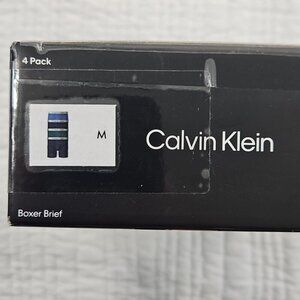 4 Pack
M
Calvin Klein
Boxer Brief